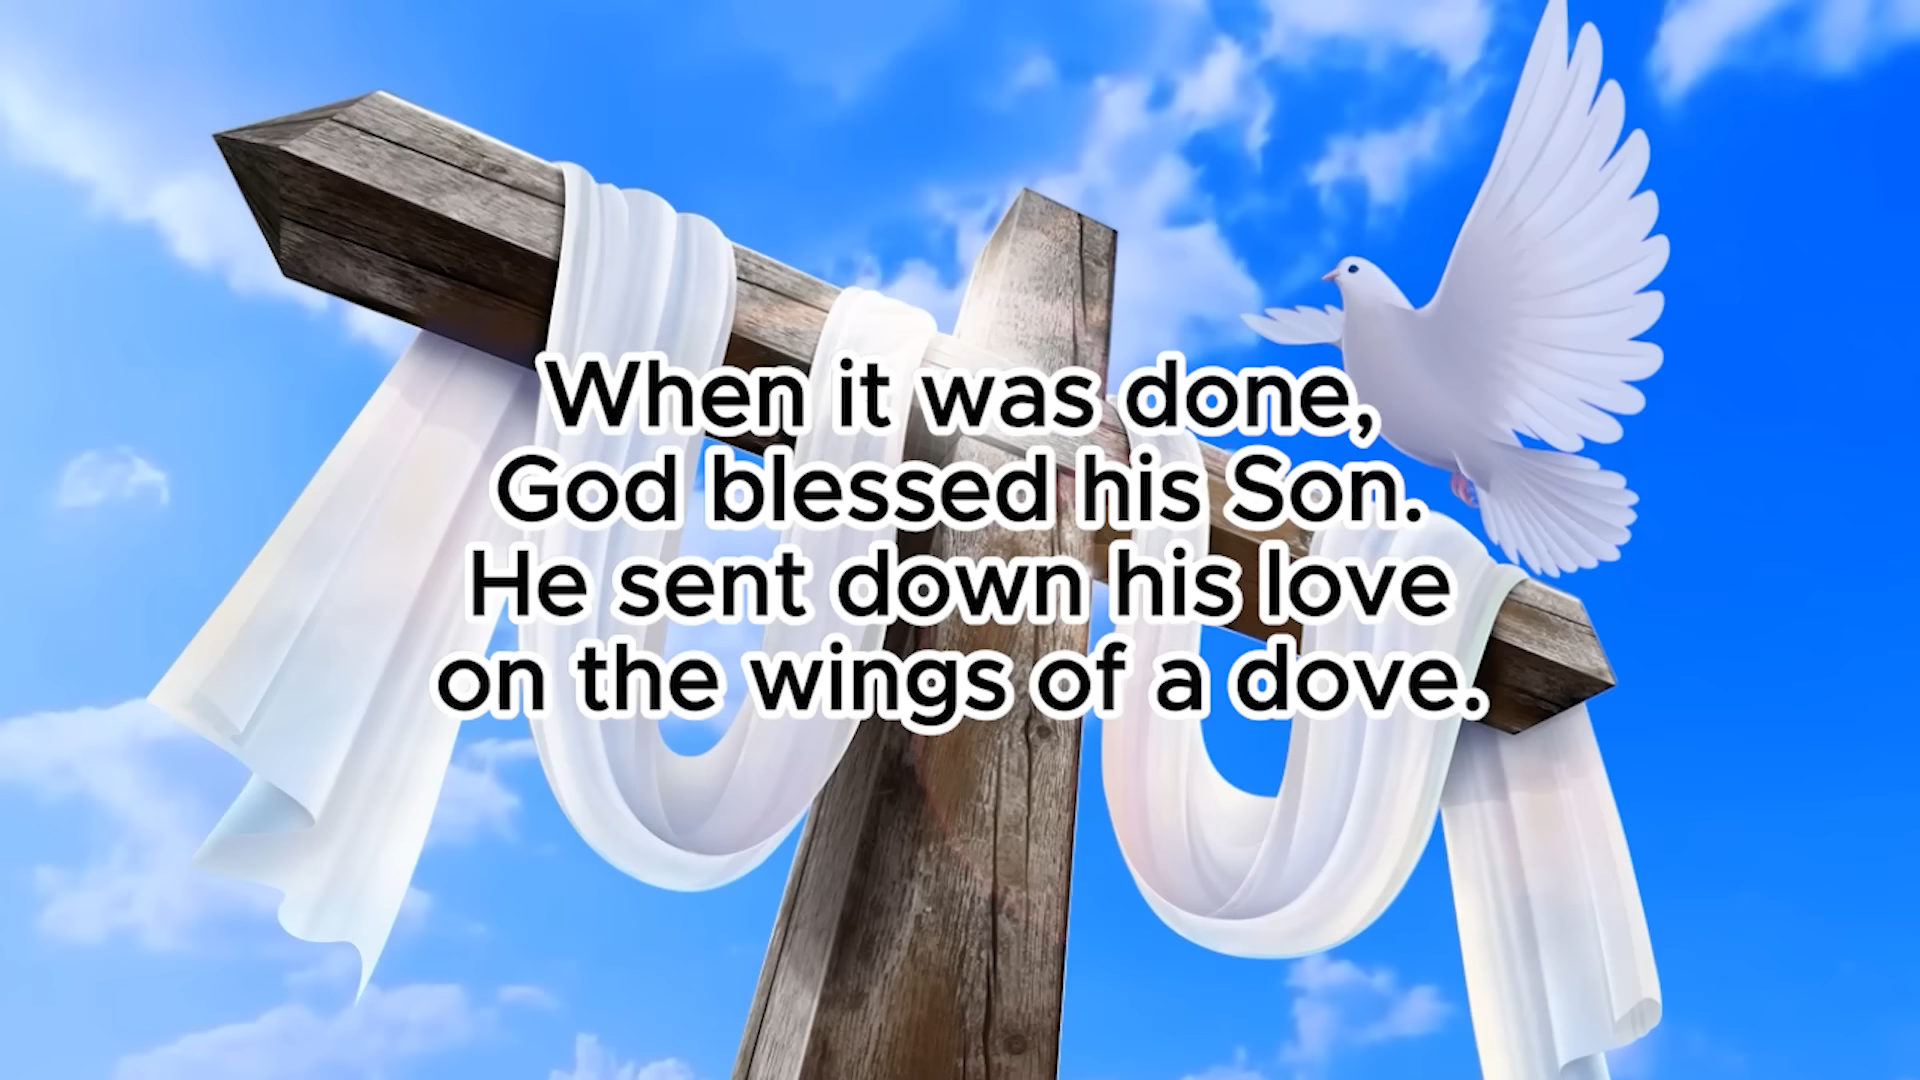 When it was done,
God blessed his Son.
He sent down his love
on the wings of a dove.